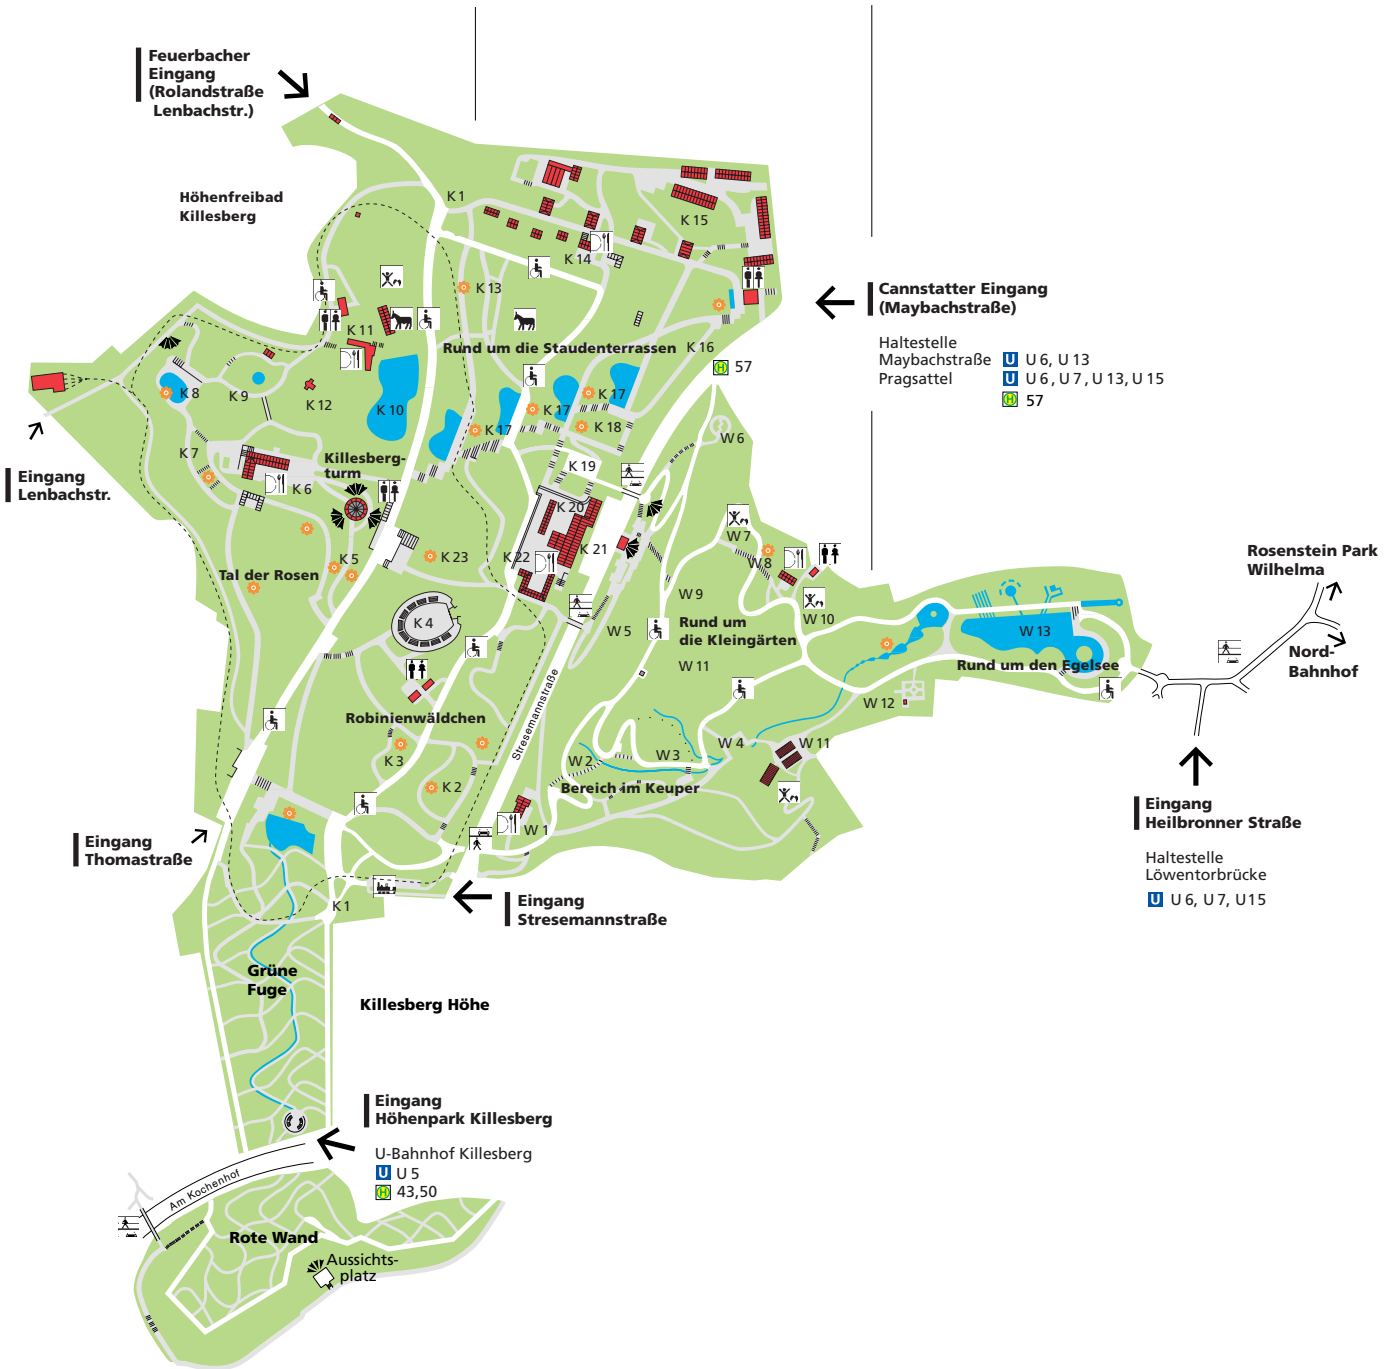 Feuerbacher
Eingang
(Rolandstraße
Lenbachstr.)
Höhenfreibad
Killesberg
K 1
K 15
K 14
K 13
Cannstatter Eingang
(Maybachstraße)
Haltestelle
Maybachstraße U U 6, U 13
Pragsattel U U 6, U 7, U 13, U 15
H 57
K 11
Rund um die Staudenterrassen
K 16
H 57
K 8
K 9
K 12
K 10
K 17
K 17
K 17
K 18
W 6
K 7
Killesberg-
turm
K 19
Eingang
Lenbachstr.
K 6
K 20
W 7
K 5
K 23
K 22
K 21
W 8
Rosenstein Park
Wilhelma
Tal der Rosen
W 9
K 4
W 5
Rund um
die Kleingärten
W 10
W 13
Nord-
Bahnhof
W 11
Rund um den Egelsee
Stresemannstraße
W 12
Robinienwäldchen
K 3
W 2
W 3
W 4
W 11
K 2
Bereich im Keuper
Eingang
Heilbronner Straße
W 1
Eingang
Thomastraße
Haltestelle
Löwentorbrücke
U U 6, U 7, U15
K 1
Eingang
Stresemannstraße
Grüne
Fuge
Killesberg Höhe
Eingang
Höhenpark Killesberg
U-Bahnhof Killesberg
U U 5
H 43,50
Am Kochenhof
Rote Wand
Aussichts-
platz